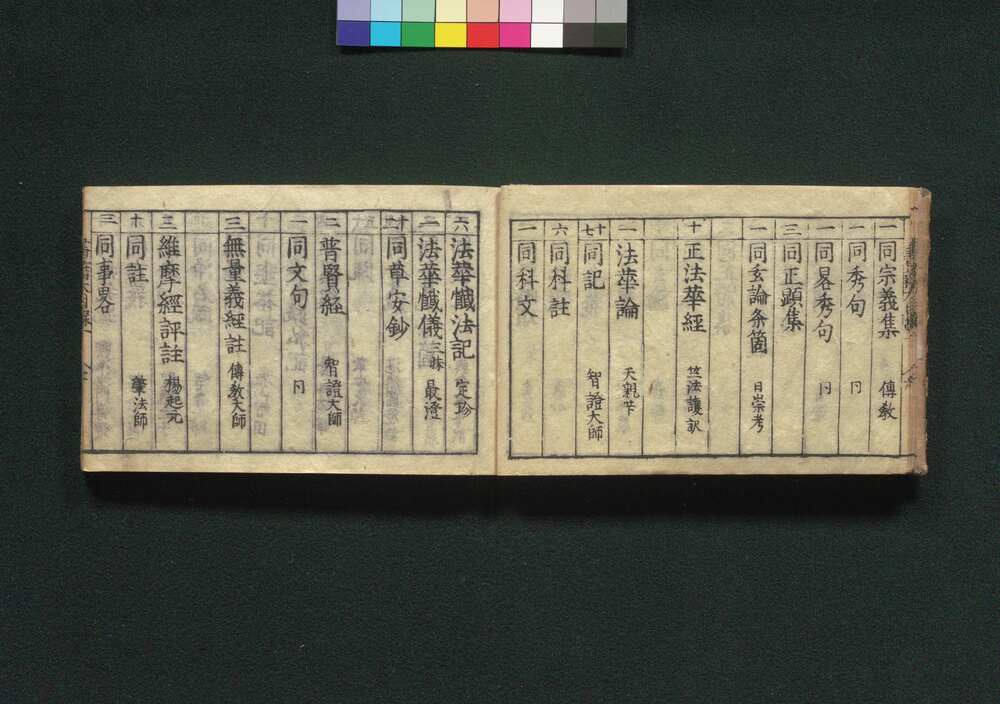 一 同宗義集 傳教
一 同秀句 冂
一 同畧秀句 冂
三 同正顕集
一 同玄論条箇 日崇考
十 正法華經 竺法護訳
一 法華論 天親菩
十七 同記 智證大師
六 同科註
一 同科文
六 法華懺法記 定珍
二 法華懺儀 最澄
同草安鈔
二 普賢経 智證大師
一 同文句 冂
三 無量義經註 傳教大師
三 維摩經評註 楊起元
十 同註 肇法師
三 同事畧